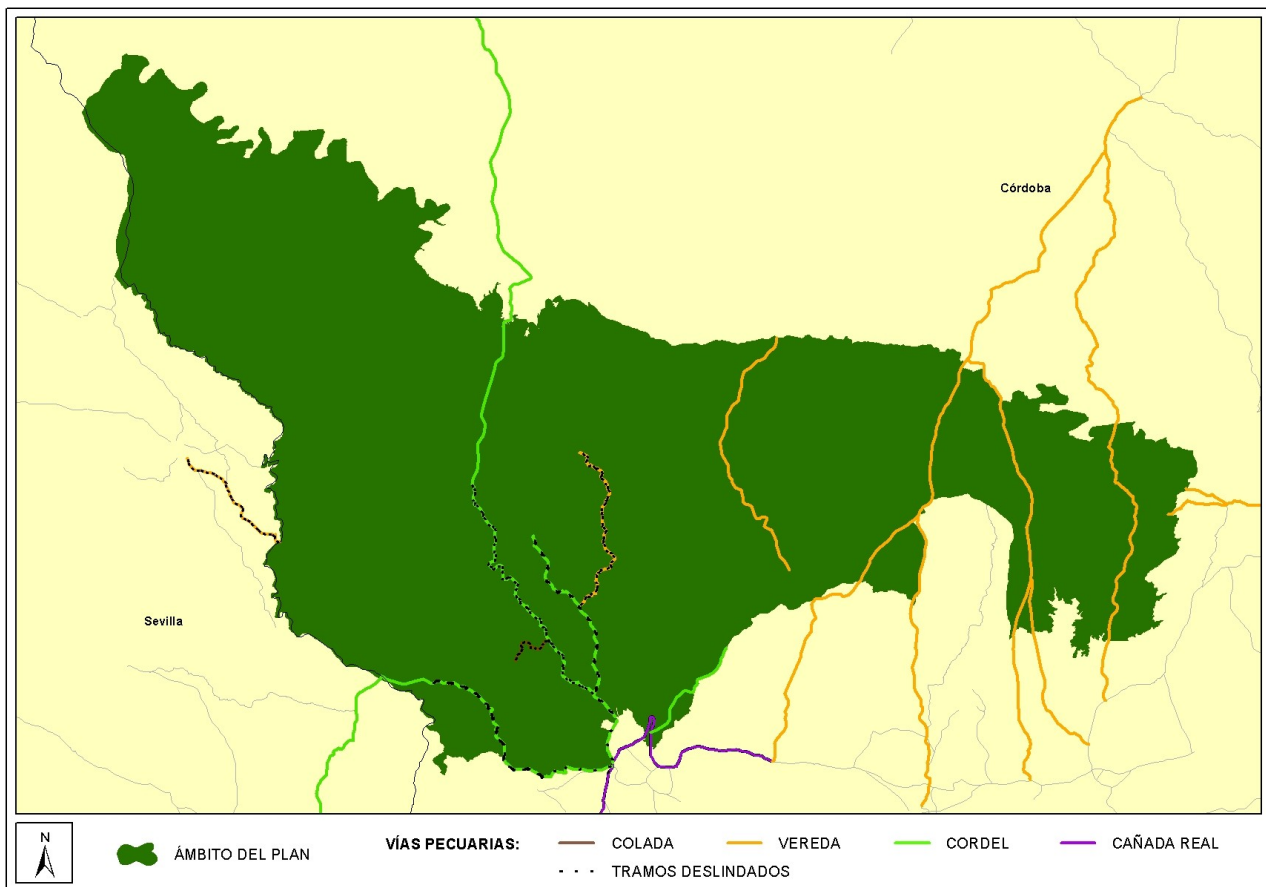 Córdoba
Sevilla
N
ÁMBITO DEL PLAN
VÍAS PECUARIAS:
COLADA
VEREDA
CORDEL
CAÑADA REAL
TRAMOS DESLINDADOS